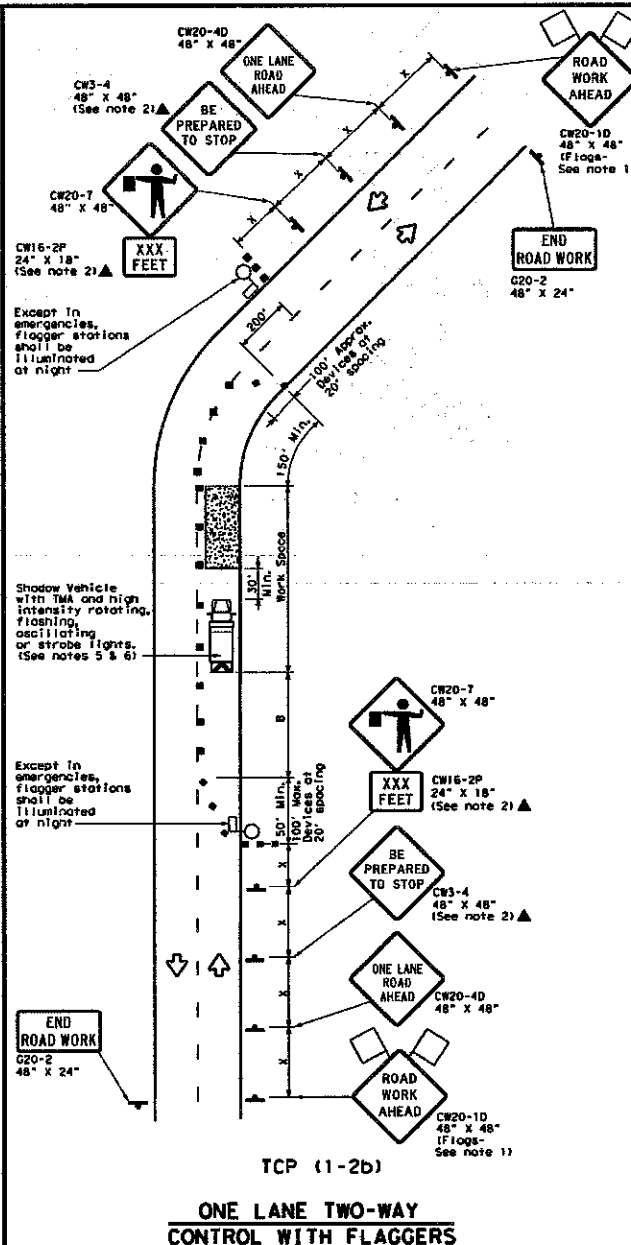 CW20-4D
48" X 48"
ONE LANE
ROAD
AHEAD
CW3-4
48" X 48"
(See note 2)▲
BE
PREPARED
TO STOP
CW20-7
48" X 48"
CW16-2P
24" X 18"
(See note 2)▲
XXX
FEET
X
X
X
ROAD
WORK
AHEAD
CW20-1D
48" X 48"
(Flags-
See note 1
END
ROAD WORK
G20-2
48" X 24"
Except in
emergencies,
flagger stations
shall be
illuminated
at night
200'
100' Approx.
Devices at
20' spacing
150' Min.
Work Space
30'
Min.
Shadow Vehicle
with TMA and high
intensity rotating,
flashing,
oscillating
or strobe lights.
(See notes 5 & 6)
B
CW20-7
48" X 48"
XXX
FEET
CW16-2P
24" X 18"
(See note 2)▲
Except in
emergencies,
flagger stations
shall be
illuminated
at night
50' Min.
100' Max.
Devices at
20' spacing
X
BE
PREPARED
TO STOP
CW3-4
48" X 48"
(See note 2)▲
X
ONE LANE
ROAD
AHEAD
CW20-4D
48" X 48"
X
X
END
ROAD WORK
G20-2
48" X 24"
ROAD
WORK
AHEAD
CW20-1D
48" X 48"
(Flags-
See note 1)
TCP (1-2b)
ONE LANE TWO-WAY
CONTROL WITH FLAGGERS